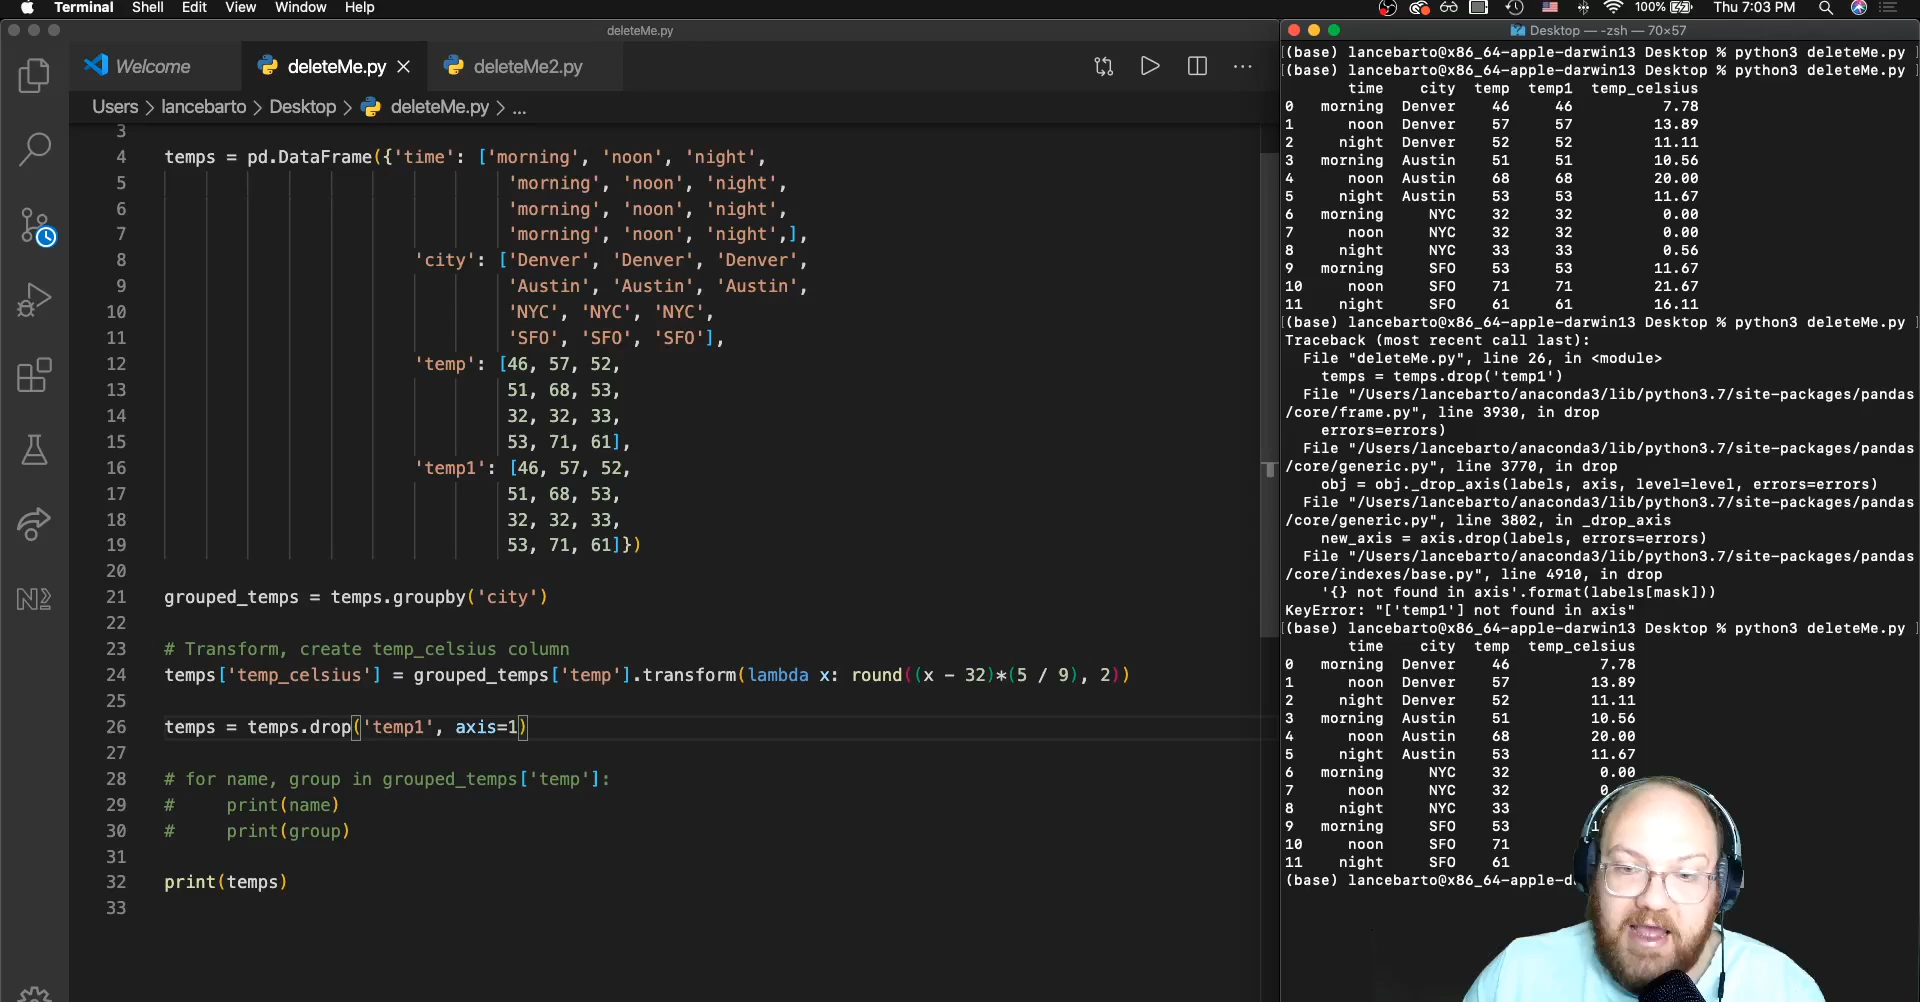 Terminal Shell Edit View Window Help
100% Thu 7:03 PM
deleteMe.py
Welcome deleteMe.py deleteMe2.py
Users > lancebarto > Desktop > deleteMe.py > ...
3
4 temps = pd.DataFrame({'time': ['morning', 'noon', 'night',
5 'morning', 'noon', 'night',
6 'morning', 'noon', 'night',
7 'morning', 'noon', 'night',],
8 'city': ['Denver', 'Denver', 'Denver',
9 'Austin', 'Austin', 'Austin',
10 'NYC', 'NYC', 'NYC',
11 'SFO', 'SFO', 'SFO'],
12 'temp': [46, 57, 52,
13 51, 68, 53,
14 32, 32, 33,
15 53, 71, 61],
16 'temp1': [46, 57, 52,
17 51, 68, 53,
18 32, 32, 33,
19 53, 71, 61]})
20
21 grouped_temps = temps.groupby('city')
22
23 # Transform, create temp_celsius column
24 temps['temp_celsius'] = grouped_temps['temp'].transform(lambda x: round((x - 32)*(5 / 9), 2))
25
26 temps = temps.drop('temp1', axis=1)
27
28 # for name, group in grouped_temps['temp']:
29 #     print(name)
30 #     print(group)
31
32 print(temps)
33
Desktop — -zsh — 70×57
[(base) lancebarto@x86_64-apple-darwin13 Desktop % python3 deleteMe.py ]
[(base) lancebarto@x86_64-apple-darwin13 Desktop % python3 deleteMe.py ]
time city temp temp1 temp_celsius
0 morning Denver 46 46 7.78
1 noon Denver 57 57 13.89
2 night Denver 52 52 11.11
3 morning Austin 51 51 10.56
4 noon Austin 68 68 20.00
5 night Austin 53 53 11.67
6 morning NYC 32 32 0.00
7 noon NYC 32 32 0.00
8 night NYC 33 33 0.56
9 morning SFO 53 53 11.67
10 noon SFO 71 71 21.67
11 night SFO 61 61 16.11
[(base) lancebarto@x86_64-apple-darwin13 Desktop % python3 deleteMe.py ]
Traceback (most recent call last):
File "deleteMe.py", line 26, in <module>
temps = temps.drop('temp1')
File "/Users/lancebarto/anaconda3/lib/python3.7/site-packages/pandas
/core/frame.py", line 3930, in drop
errors=errors)
File "/Users/lancebarto/anaconda3/lib/python3.7/site-packages/pandas
/core/generic.py", line 3770, in drop
obj = obj._drop_axis(labels, axis, level=level, errors=errors)
File "/Users/lancebarto/anaconda3/lib/python3.7/site-packages/pandas
/core/generic.py", line 3802, in _drop_axis
new_axis = axis.drop(labels, errors=errors)
File "/Users/lancebarto/anaconda3/lib/python3.7/site-packages/pandas
/core/indexes/base.py", line 4910, in drop
'{} not found in axis'.format(labels[mask]))
KeyError: "['temp1'] not found in axis"
[(base) lancebarto@x86_64-apple-darwin13 Desktop % python3 deleteMe.py ]
time city temp temp_celsius
0 morning Denver 46 7.78
1 noon Denver 57 13.89
2 night Denver 52 11.11
3 morning Austin 51 10.56
4 noon Austin 68 20.00
5 night Austin 53 11.67
6 morning NYC 32 0.00
7 noon NYC 32
8 night NYC 33
9 morning SFO 53
10 noon SFO 71
11 night SFO 61
(base) lancebarto@x86_64-apple-d